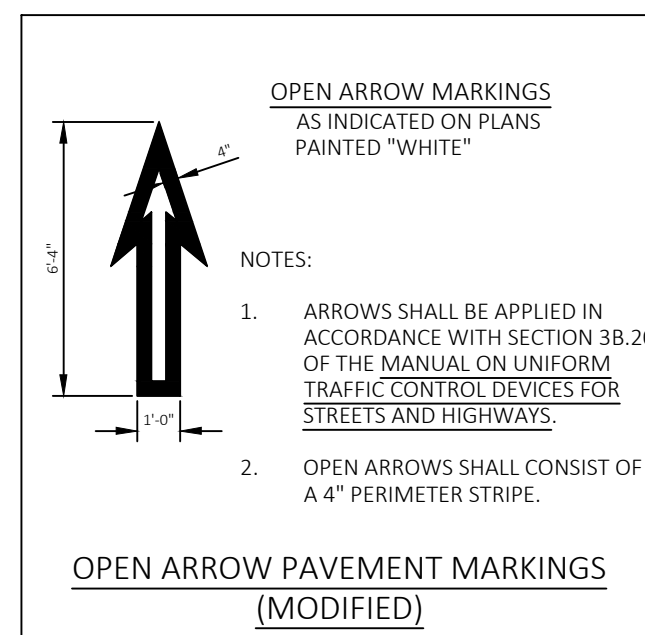 OPEN ARROW MARKINGS
AS INDICATED ON PLANS
PAINTED "WHITE"
4"
6'-4"
1'-0"
NOTES:
1. ARROWS SHALL BE APPLIED IN
ACCORDANCE WITH SECTION 3B.20
OF THE MANUAL ON UNIFORM
TRAFFIC CONTROL DEVICES FOR
STREETS AND HIGHWAYS.
2. OPEN ARROWS SHALL CONSIST OF
A 4" PERIMETER STRIPE.
OPEN ARROW PAVEMENT MARKINGS
(MODIFIED)